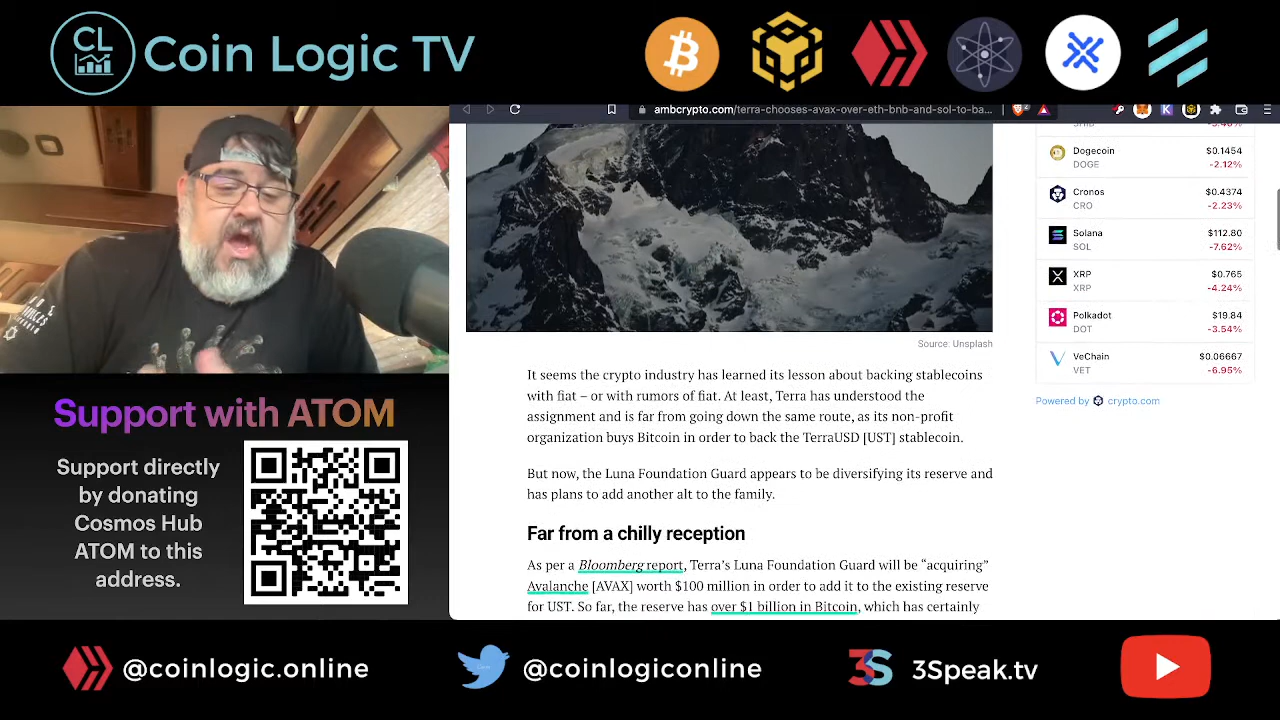 CL
Coin Logic TV
ambcrypto.com/terra-chooses-avax-over-eth-bnb-and-sol-to-ba...
Dogecoin $0.1454
DOGE -2.12%
Cronos $0.4374
CRO -2.23%
Solana $112.80
SOL -7.62%
XRP $0.765
XRP -4.24%
Polkadot $19.84
DOT -3.54%
VeChain $0.06667
VET -6.95%
Powered by crypto.com
Source: Unsplash
It seems the crypto industry has learned its lesson about backing stablecoins
with fiat – or with rumors of fiat. At least, Terra has understood the
assignment and is far from going down the same route, as its non-profit
organization buys Bitcoin in order to back the TerraUSD [UST] stablecoin.
But now, the Luna Foundation Guard appears to be diversifying its reserve and
has plans to add another alt to the family.
Far from a chilly reception
As per a Bloomberg report, Terra's Luna Foundation Guard will be “acquiring”
Avalanche [AVAX] worth $100 million in order to add it to the existing reserve
for UST. So far, the reserve has over $1 billion in Bitcoin, which has certainly
Support with ATOM
Support directly
by donating
Cosmos Hub
ATOM to this
address.
@coinlogic.online
@coinlogiconline
3S
3Speak.tv